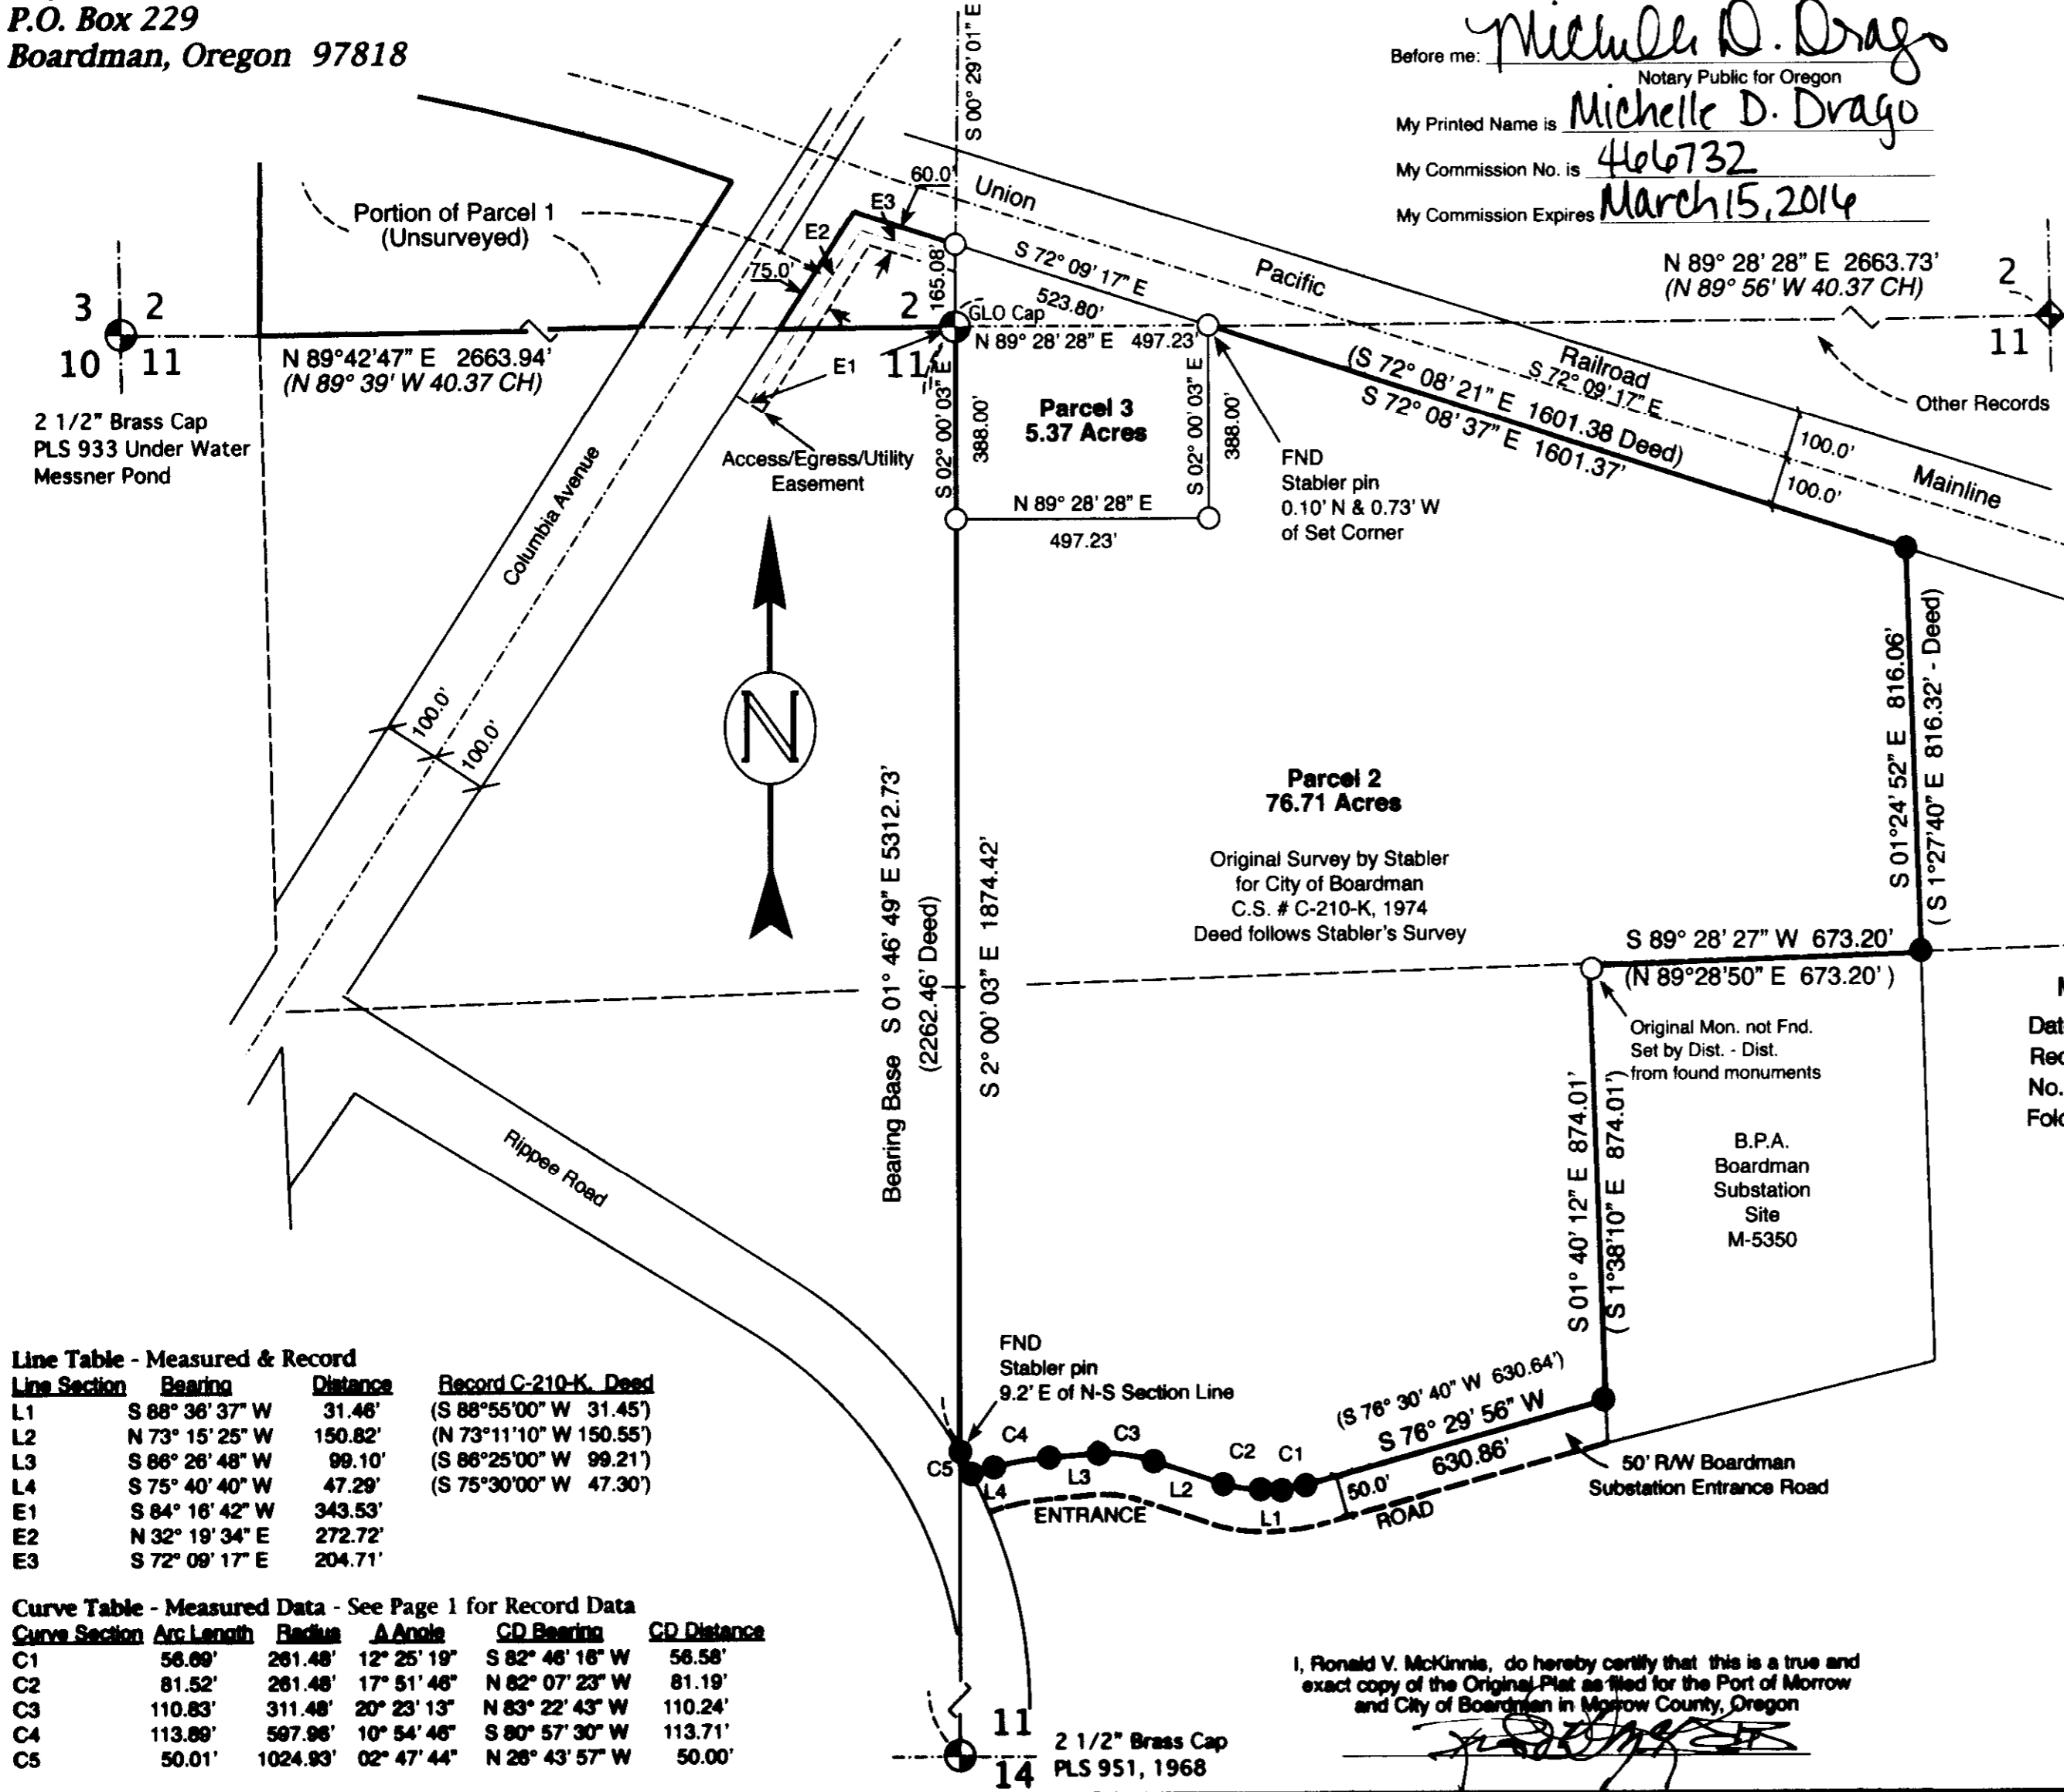 P.O. Box 229
Boardman, Oregon 97818
S 00° 29' 01" E
Before me: Michelle D. Drago
Notary Public for Oregon
My Printed Name is Michelle D. Drago
My Commission No. is 466732
My Commission Expires March 15, 2016
Portion of Parcel 1
(Unsurveyed)
60.0'
E3
E2
75.0'
165.08'
Union
Pacific
Railroad
Mainline
S 72° 09' 17" E
523.80'
S 72° 09' 17" E
N 89° 28' 28" E 2663.73'
(N 89° 56' W 40.37 CH)
2
11
3 2
10 11
2
11
GLO Cap
N 89° 42' 47" E 2663.94'
(N 89° 39' W 40.37 CH)
N 89° 28' 28" E 497.23'
E1
2 1/2" Brass Cap
PLS 933 Under Water
Messner Pond
Access/Egress/Utility
Easement
Columbia Avenue
S 02° 00' 03" E
388.00'
Parcel 3
5.37 Acres
S 02° 00' 03" E
388.00'
N 89° 28' 28" E
497.23'
FND
Stabler pin
0.10' N & 0.73' W
of Set Corner
(S 72° 08' 21" E 1601.38 Deed)
S 72° 08' 37" E 1601.37'
100.0'
100.0'
Other Records
100.0'
100.0'
N
Bearing Base S 01° 46' 49" E 5312.73'
(2262.46' Deed)
S 2° 00' 03" E 1874.42'
Parcel 2
76.71 Acres
Original Survey by Stabler
for City of Boardman
C.S. # C-210-K, 1974
Deed follows Stabler's Survey
S 01° 24' 52" E 816.06'
(S 1° 27' 40" E 816.32' - Deed)
S 89° 28' 27" W 673.20'
(N 89° 28' 50" E 673.20')
Original Mon. not Fnd.
Set by Dist. - Dist.
from found monuments
S 01° 40' 12" E 874.01'
(S 1° 38' 10" E 874.01')
B.P.A.
Boardman
Substation
Site
M-5350
No.
Rippee Road
FND
Stabler pin
9.2' E of N-S Section Line
C5
C4
L4
L3
C3
L2
C2
C1
L1
(S 76° 30' 40" W 630.64')
S 76° 29' 56" W
630.86'
50.0'
ENTRANCE
ROAD
50' R/W Boardman
Substation Entrance Road
Line Table - Measured & Record
Line Section Bearing Distance Record C-210-K, Deed
L1 S 88° 36' 37" W 31.46' (S 88°55'00" W 31.45')
L2 N 73° 15' 25" W 150.82' (N 73°11'10" W 150.55')
L3 S 86° 26' 48" W 99.10' (S 86°25'00" W 99.21')
L4 S 75° 40' 40" W 47.29' (S 75°30'00" W 47.30')
E1 S 84° 16' 42" W 343.53'
E2 N 32° 19' 34" E 272.72'
E3 S 72° 09' 17" E 204.71'
Curve Table - Measured Data - See Page 1 for Record Data
Curve Section Arc Length Radius Δ Angle CD Bearing CD Distance
C1 56.69' 261.48' 12° 25' 19" S 82° 46' 16" W 56.58'
C2 81.52' 261.48' 17° 51' 46" N 82° 07' 23" W 81.19'
C3 110.83' 311.48' 20° 23' 13" N 83° 22' 43" W 110.24'
C4 113.89' 597.96' 10° 54' 46" S 80° 57' 30" W 113.71'
C5 50.01' 1024.93' 02° 47' 44" N 26° 43' 57" W 50.00'
11
14
2 1/2" Brass Cap
PLS 951, 1968
I, Ronald V. McKinnis, do hereby certify that this is a true and
exact copy of the Original Plat as filed for the Port of Morrow
and City of Boardman in Morrow County, Oregon